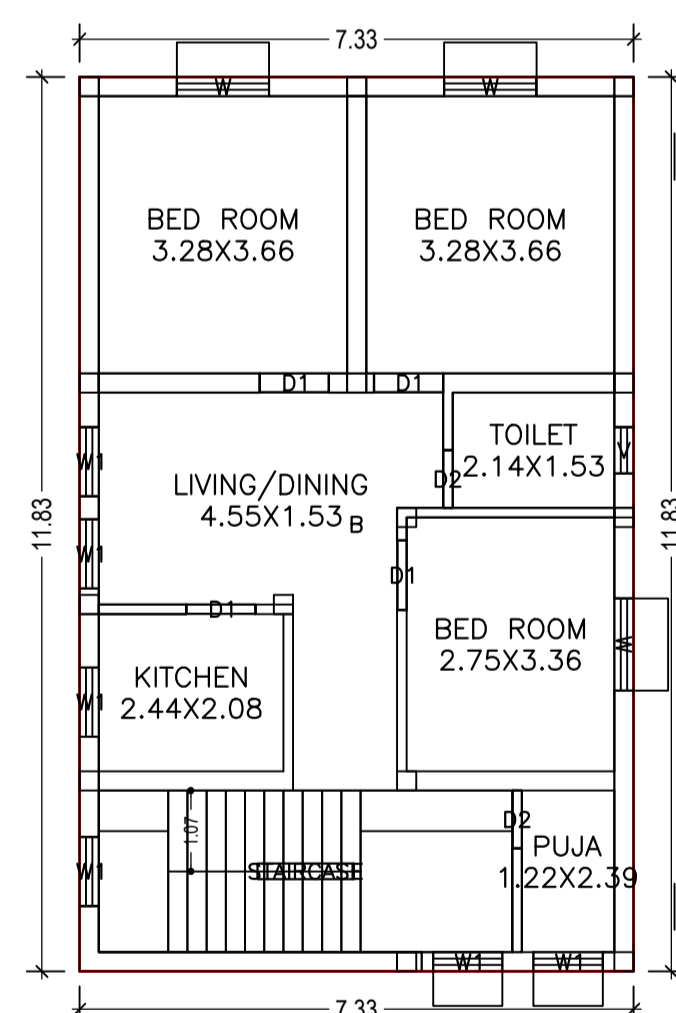 7.33
W
W
BED ROOM
3.28X3.66
BED ROOM
3.28X3.66
D1
D1
TOILET
2.14X1.53
V
W1
D2
LIVING/DINING
4.55X1.53
B
11.83
11.83
W1
D1
D1
BED ROOM
2.75X3.36
W
KITCHEN
2.44X2.08
W1
1.07
D2
PUJA
1.22X2.39
STAIRCASE
W1
W1
W1
7.33